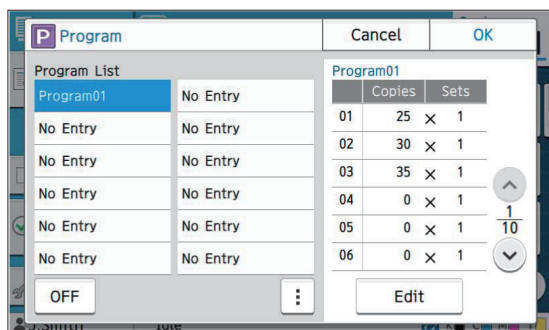 P Program
Cancel
OK
Program List
Program01
No Entry
No Entry
No Entry
No Entry
No Entry
No Entry
No Entry
No Entry
No Entry
No Entry
No Entry
OFF
Program01
Copies Sets
01 25 × 1
02 30 × 1
03 35 × 1
04 0 × 1
05 0 × 1
06 0 × 1
1
10
Edit
J.Smith Idle